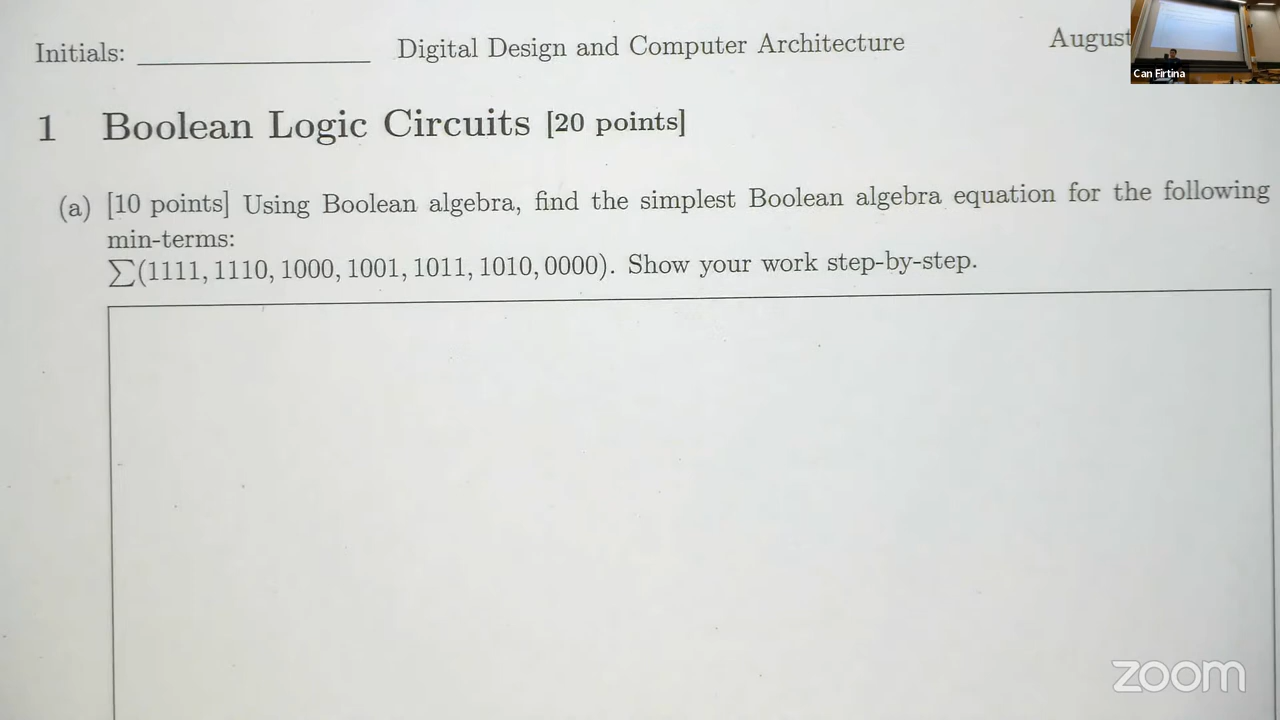 Initials: Digital Design and Computer Architecture August
Can Firtina
1 Boolean Logic Circuits [20 points]
(a) [10 points] Using Boolean algebra, find the simplest Boolean algebra equation for the following
min-terms:
∑(1111, 1110, 1000, 1001, 1011, 1010, 0000). Show your work step-by-step.
zoom